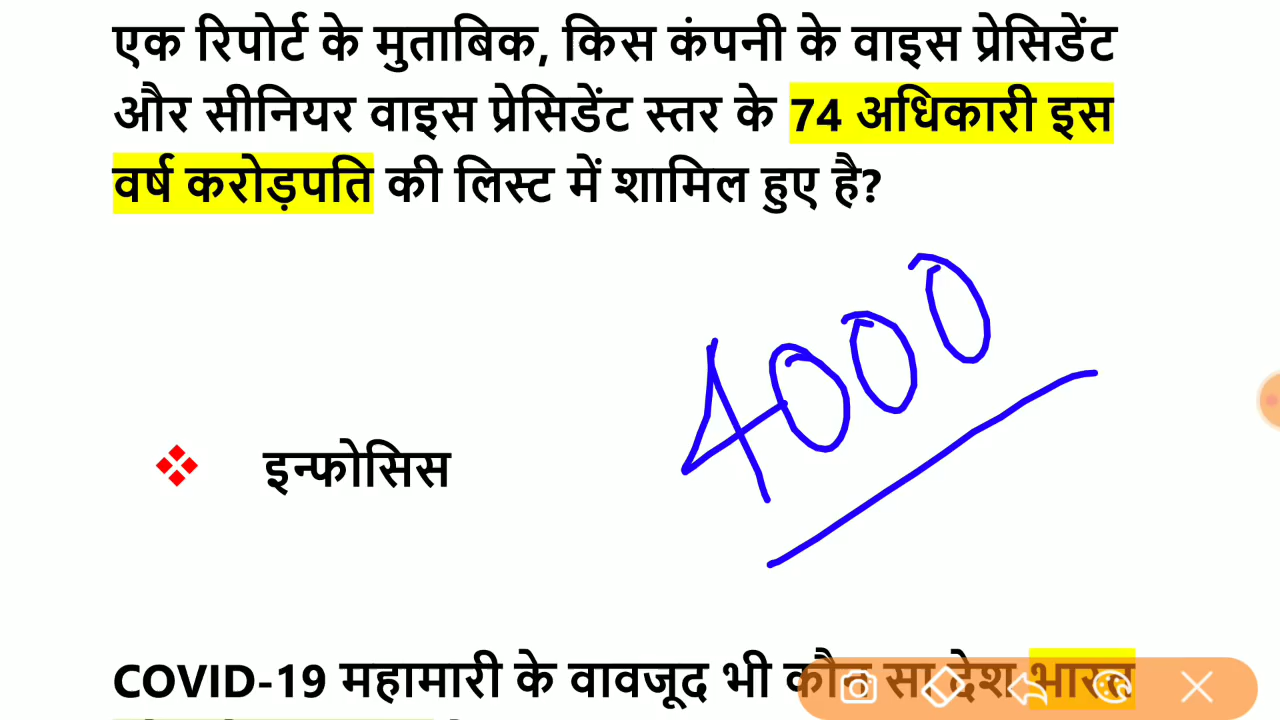 एक रिपोर्ट के मुताबिक, किस कंपनी के वाइस प्रेसिडेंट
और सीनियर वाइस प्रेसिडेंट स्तर के 74 अधिकारी इस
वर्ष करोड़पति की लिस्ट में शामिल हुए है?
4000
इन्फोसिस
COVID-19 महामारी के वावजूद भी कौन सा देश भारत